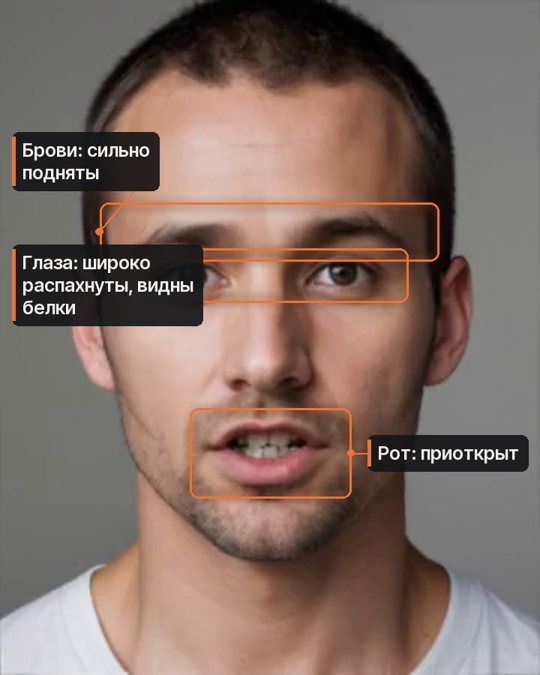 Брови: сильно
подняты
Глаза: широко
распахнуты, видны
белки
Рот: приоткрыт